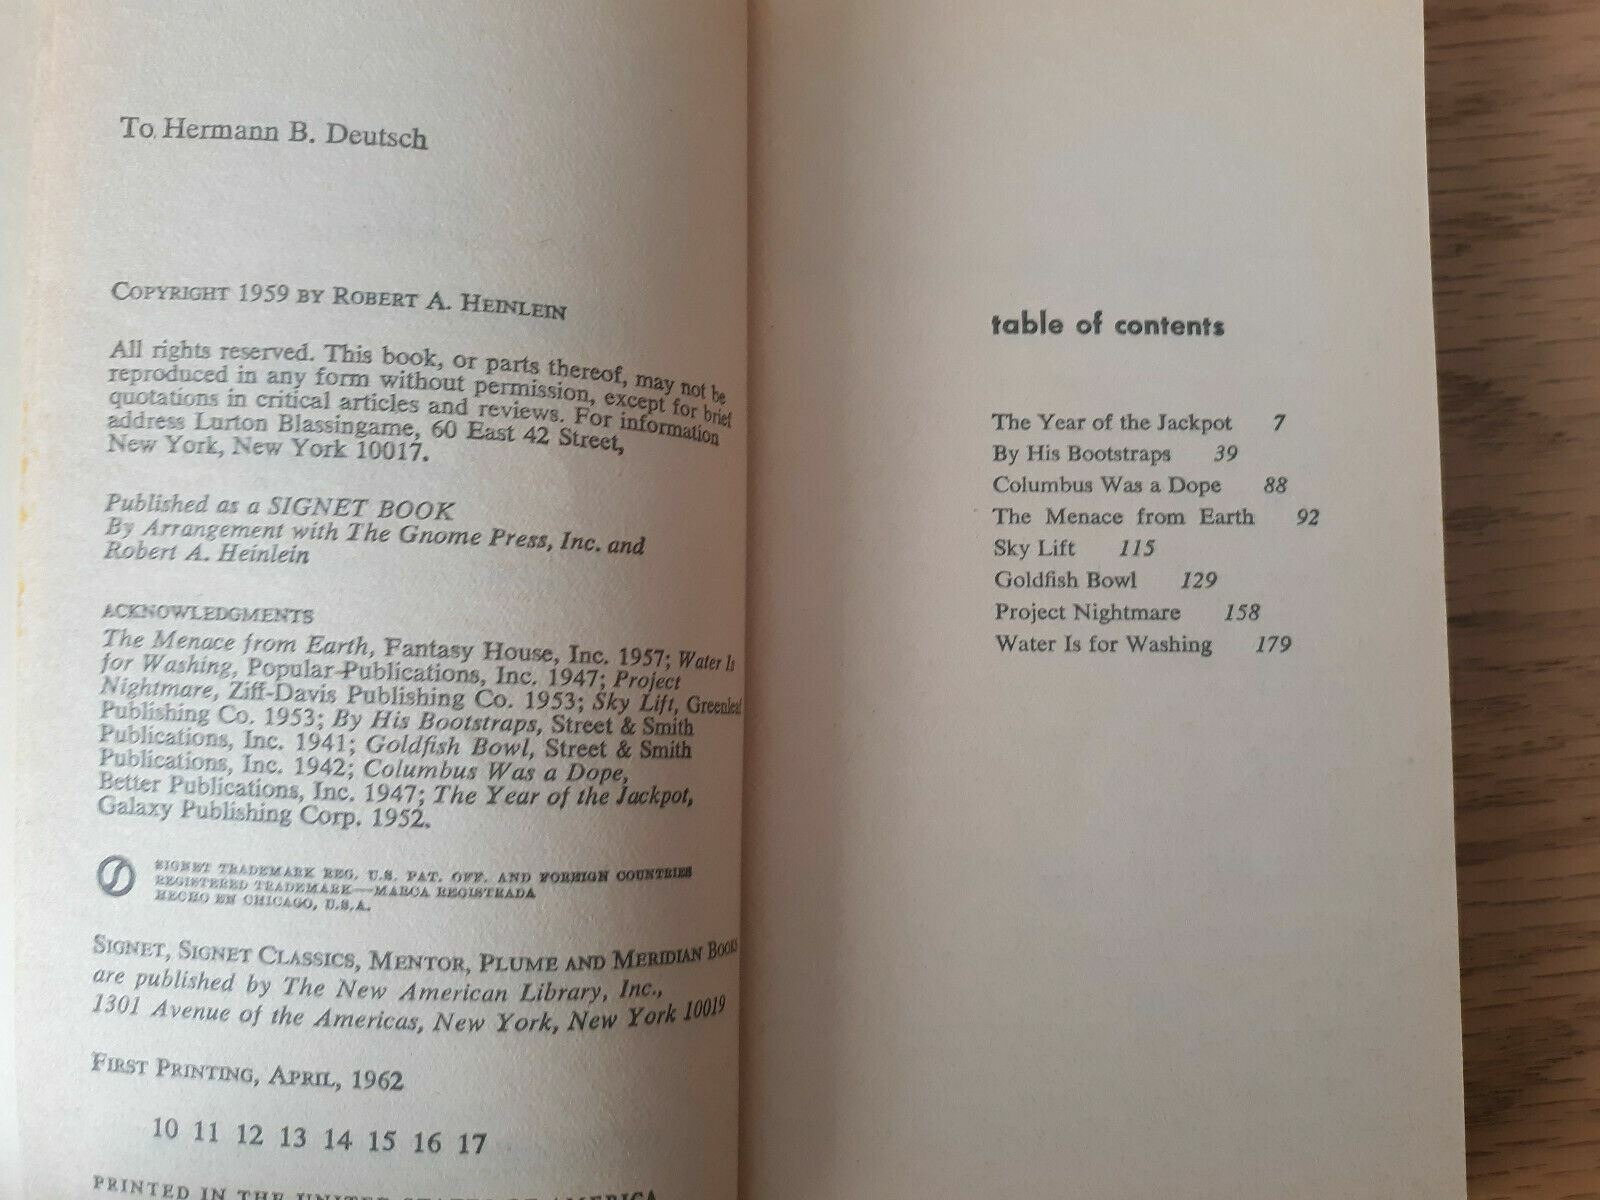 To Hermann B. Deutsch
COPYRIGHT 1959 BY ROBERT A. HEINLEIN
All rights reserved. This book, or parts thereof, may not be
reproduced in any form without permission, except for brief
quotations in critical articles and reviews. For information
address Lurton Blassingame, 60 East 42 Street,
New York, New York 10017.
Published as a SIGNET BOOK
By Arrangement with The Gnome Press, Inc. and
Robert A. Heinlein
ACKNOWLEDGMENTS
The Menace from Earth, Fantasy House, Inc. 1957; Water Is
for Washing, Popular Publications, Inc. 1947; Project
Nightmare, Ziff-Davis Publishing Co. 1953; Sky Lift, Greenleaf
Publishing Co. 1953; By His Bootstraps, Street & Smith
Publications, Inc. 1941; Goldfish Bowl, Street & Smith
Publications, Inc. 1942; Columbus Was a Dope,
Better Publications, Inc. 1947; The Year of the Jackpot,
Galaxy Publishing Corp. 1952.
SIGNET TRADEMARK REG. U.S. PAT. OFF. AND FOREIGN COUNTRIES
REGISTERED TRADEMARK—MARCA REGISTRADA
HECHO EN CHICAGO, U.S.A.
SIGNET, SIGNET CLASSICS, MENTOR, PLUME AND MERIDIAN BOOKS
are published by The New American Library, Inc.,
1301 Avenue of the Americas, New York, New York 10019
FIRST PRINTING, APRIL, 1962
10 11 12 13 14 15 16 17
PRINTED IN THE UNITED STATES OF AMERICA
table of contents
The Year of the Jackpot 7
By His Bootstraps 39
Columbus Was a Dope 88
The Menace from Earth 92
Sky Lift 115
Goldfish Bowl 129
Project Nightmare 158
Water Is for Washing 179